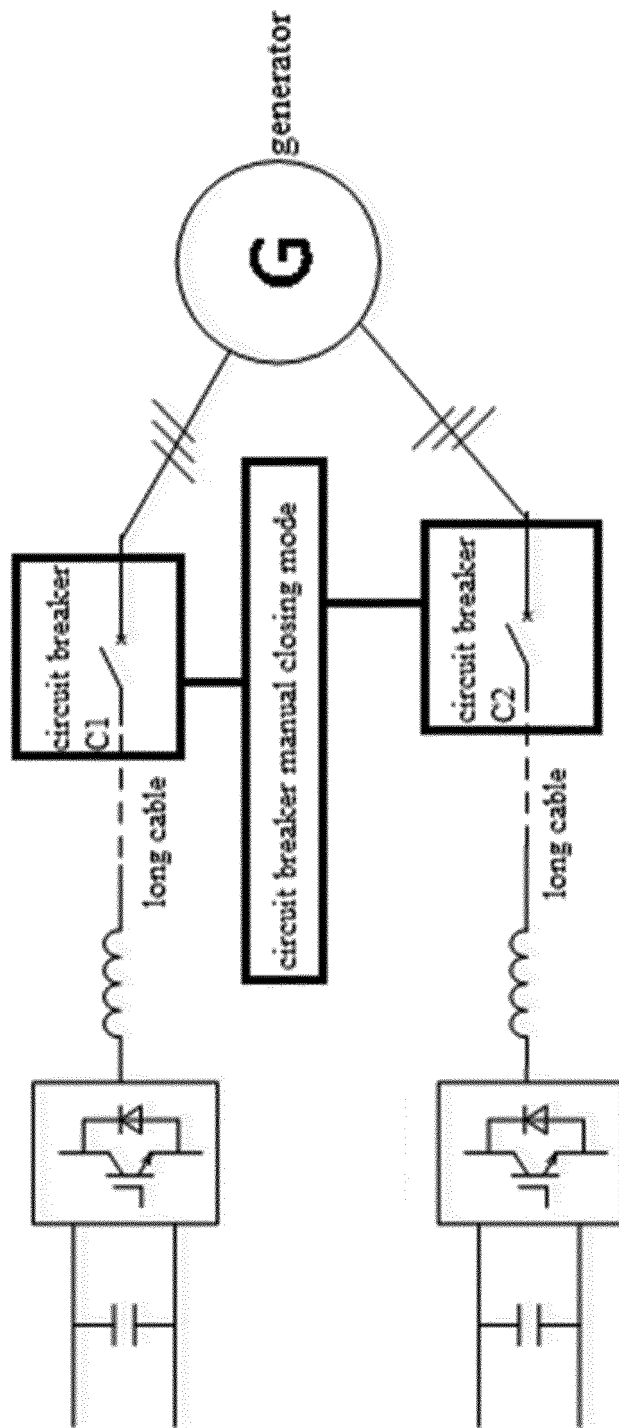 circuit breaker
C1
long cable
circuit breaker manual closing mode
G
generator
circuit breaker
C2
long cable